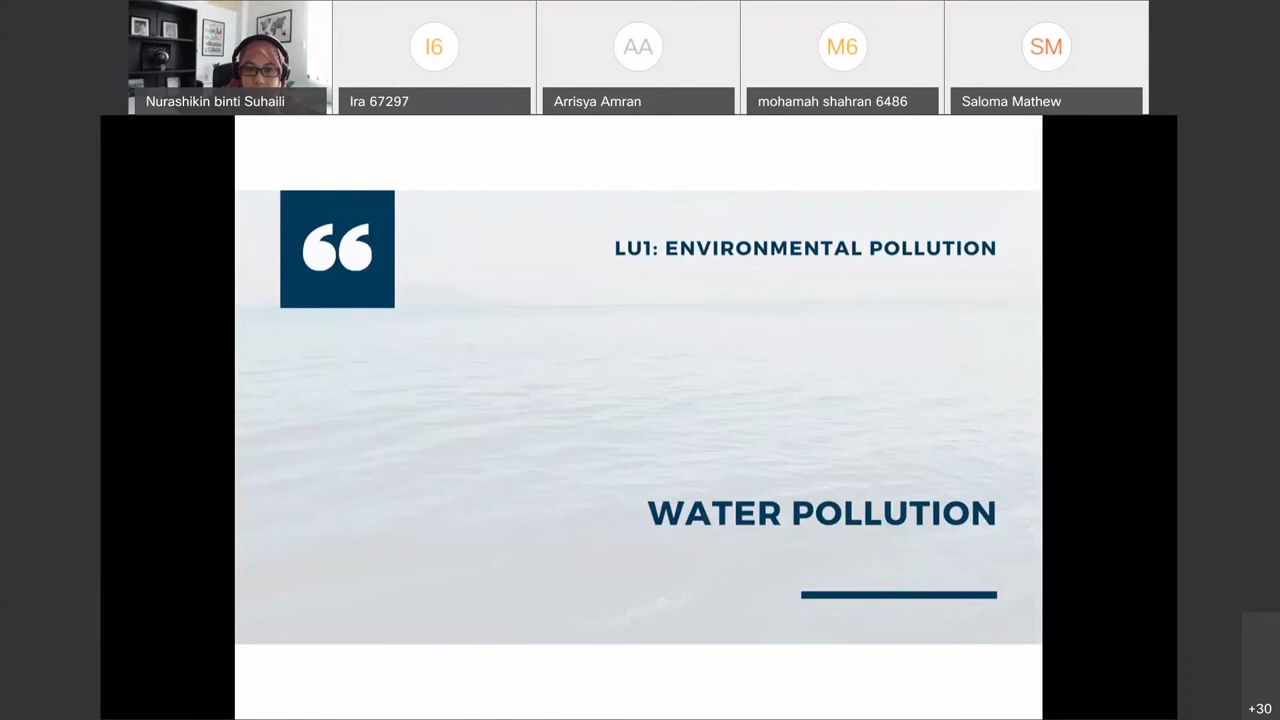 I6
AA
M6
SM
Nurashikin binti Suhaili
Ira 67297
Arrisya Amran
mohamah shahran 6486
Saloma Mathew
“
LU1: ENVIRONMENTAL POLLUTION
WATER POLLUTION
+30